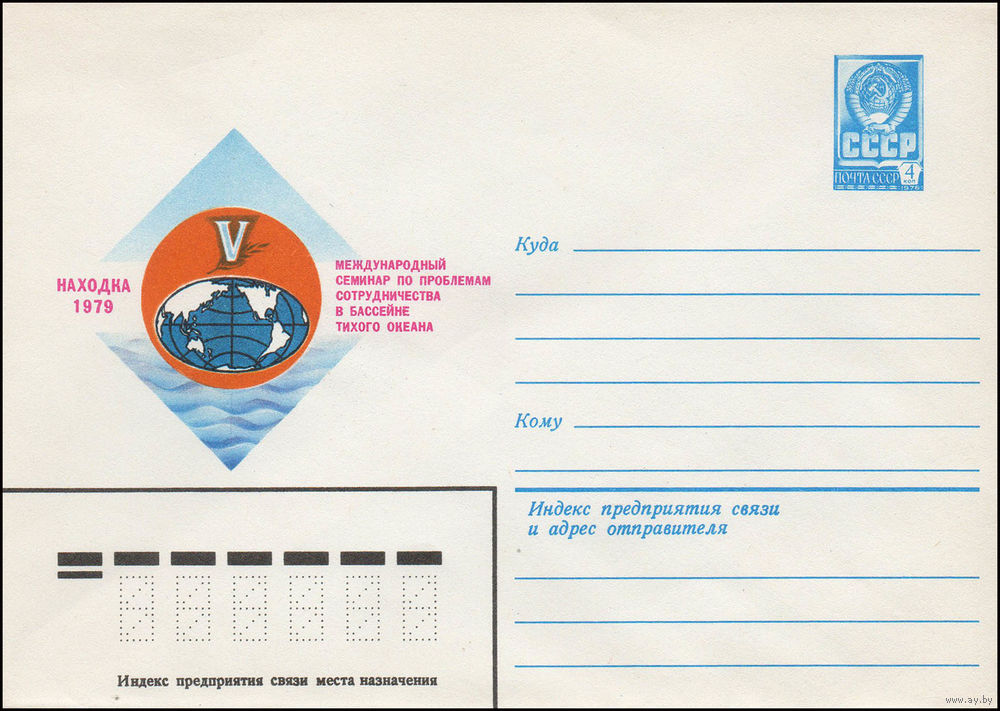 СССР
ПОЧТА СССР 4
КОП
1976
V
НАХОДКА
1979
МЕЖДУНАРОДНЫЙ
СЕМИНАР ПО ПРОБЛЕМАМ
СОТРУДНИЧЕСТВА
В БАССЕЙНЕ
ТИХОГО ОКЕАНА
Куда
Кому
Индекс предприятия связи
и адрес отправителя
Индекс предприятия связи места назначения
www.ay.by